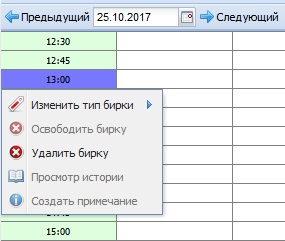 Предыдущий 25.10.2017 Следующий
12:30
12:45
13:00
Изменить тип бирки
Освободить бирку
Удалить бирку
Просмотр истории
Создать примечание
15:00